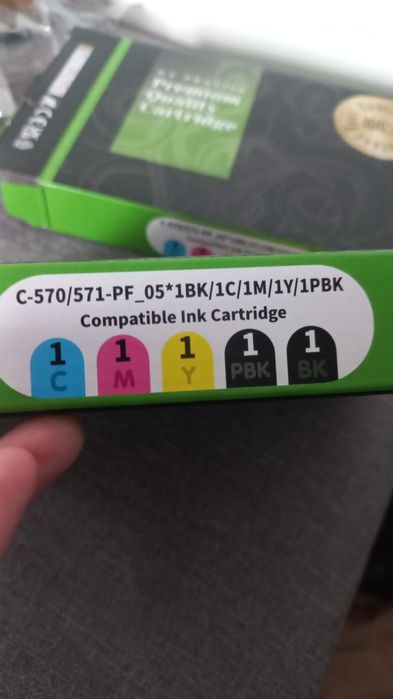 Premium
Quality
Cartridge
C-570/571-PF_05*1BK/1C/1M/1Y/1PBK
Compatible Ink Cartridge
1 1 1 1 1
C M Y PBK BK